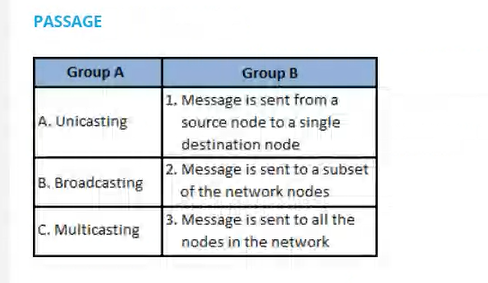 PASSAGE
Group A
Group B
A. Unicasting
1. Message is sent from a
source node to a single
destination node
B. Broadcasting
2. Message is sent to a subset
of the network nodes
C. Multicasting
3. Message is sent to all the
nodes in the network